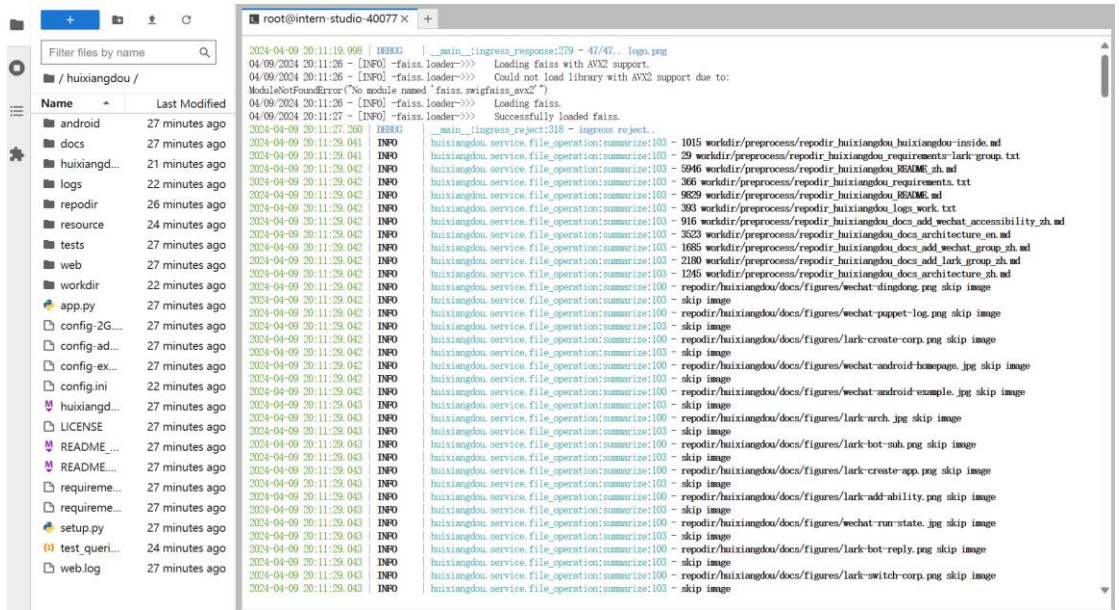 +
Filter files by name
/ huixiangdou /
Name Last Modified
android 27 minutes ago
docs 27 minutes ago
huixiangd... 21 minutes ago
logs 22 minutes ago
repodir 26 minutes ago
resource 24 minutes ago
tests 27 minutes ago
web 27 minutes ago
workdir 22 minutes ago
app.py 27 minutes ago
config-2G.... 27 minutes ago
config-ad... 27 minutes ago
config-ex... 27 minutes ago
config.ini 22 minutes ago
huixiangd... 27 minutes ago
LICENSE 27 minutes ago
README_... 27 minutes ago
README.... 27 minutes ago
requireme... 27 minutes ago
requireme... 27 minutes ago
setup.py 27 minutes ago
test_queri... 24 minutes ago
web.log 27 minutes ago
root@intern-studio-40077 × +
2024-04-09 20:11:19.998 | DEBUG | __main__:ingress_response:279 - 47/47.. logo.png
04/09/2024 20:11:26 - [INFO] -faiss.loader->>> Loading faiss with AVX2 support.
04/09/2024 20:11:26 - [INFO] -faiss.loader->>> Could not load library with AVX2 support due to:
ModuleNotFoundError("No module named 'faiss.swigfaiss_avx2'")
04/09/2024 20:11:26 - [INFO] -faiss.loader->>> Loading faiss.
04/09/2024 20:11:27 - [INFO] -faiss.loader->>> Successfully loaded faiss.
2024-04-09 20:11:27.260 | DEBUG | __main__:ingress_reject:318 - ingress reject..
2024-04-09 20:11:29.041 | INFO | huixiangdou.service.file_operation:summarize:103 - 1015 workdir/preprocess/repodir_huixiangdou_huixiangdou-inside.md
2024-04-09 20:11:29.041 | INFO | huixiangdou.service.file_operation:summarize:103 - 29 workdir/preprocess/repodir_huixiangdou_requirements-lark-group.txt
2024-04-09 20:11:29.042 | INFO | huixiangdou.service.file_operation:summarize:103 - 5946 workdir/preprocess/repodir_huixiangdou_README_zh.md
2024-04-09 20:11:29.042 | INFO | huixiangdou.service.file_operation:summarize:103 - 366 workdir/preprocess/repodir_huixiangdou_requirements.txt
2024-04-09 20:11:29.042 | INFO | huixiangdou.service.file_operation:summarize:103 - 9829 workdir/preprocess/repodir_huixiangdou_README.md
2024-04-09 20:11:29.042 | INFO | huixiangdou.service.file_operation:summarize:103 - 393 workdir/preprocess/repodir_huixiangdou_logs_work.txt
2024-04-09 20:11:29.042 | INFO | huixiangdou.service.file_operation:summarize:103 - 916 workdir/preprocess/repodir_huixiangdou_docs_add_wechat_accessibility_zh.md
2024-04-09 20:11:29.042 | INFO | huixiangdou.service.file_operation:summarize:103 - 3523 workdir/preprocess/repodir_huixiangdou_docs_architecture_en.md
2024-04-09 20:11:29.042 | INFO | huixiangdou.service.file_operation:summarize:103 - 1685 workdir/preprocess/repodir_huixiangdou_docs_add_wechat_group_zh.md
2024-04-09 20:11:29.042 | INFO | huixiangdou.service.file_operation:summarize:103 - 2180 workdir/preprocess/repodir_huixiangdou_docs_add_lark_group_zh.md
2024-04-09 20:11:29.042 | INFO | huixiangdou.service.file_operation:summarize:103 - 1245 workdir/preprocess/repodir_huixiangdou_docs_architecture_zh.md
2024-04-09 20:11:29.042 | INFO | huixiangdou.service.file_operation:summarize:100 - repodir/huixiangdou/docs/figures/wechat-dingdong.png skip image
2024-04-09 20:11:29.042 | INFO | huixiangdou.service.file_operation:summarize:103 - skip image
2024-04-09 20:11:29.042 | INFO | huixiangdou.service.file_operation:summarize:100 - repodir/huixiangdou/docs/figures/wechat-puppet-log.png skip image
2024-04-09 20:11:29.042 | INFO | huixiangdou.service.file_operation:summarize:103 - skip image
2024-04-09 20:11:29.042 | INFO | huixiangdou.service.file_operation:summarize:100 - repodir/huixiangdou/docs/figures/lark-create-corp.png skip image
2024-04-09 20:11:29.042 | INFO | huixiangdou.service.file_operation:summarize:103 - skip image
2024-04-09 20:11:29.042 | INFO | huixiangdou.service.file_operation:summarize:100 - repodir/huixiangdou/docs/figures/wechat-android-homepage.jpg skip image
2024-04-09 20:11:29.042 | INFO | huixiangdou.service.file_operation:summarize:103 - skip image
2024-04-09 20:11:29.042 | INFO | huixiangdou.service.file_operation:summarize:100 - repodir/huixiangdou/docs/figures/wechat-android-example.jpg skip image
2024-04-09 20:11:29.043 | INFO | huixiangdou.service.file_operation:summarize:103 - skip image
2024-04-09 20:11:29.043 | INFO | huixiangdou.service.file_operation:summarize:100 - repodir/huixiangdou/docs/figures/lark-arch.jpg skip image
2024-04-09 20:11:29.043 | INFO | huixiangdou.service.file_operation:summarize:103 - skip image
2024-04-09 20:11:29.043 | INFO | huixiangdou.service.file_operation:summarize:100 - repodir/huixiangdou/docs/figures/lark-bot-sub.png skip image
2024-04-09 20:11:29.043 | INFO | huixiangdou.service.file_operation:summarize:103 - skip image
2024-04-09 20:11:29.043 | INFO | huixiangdou.service.file_operation:summarize:100 - repodir/huixiangdou/docs/figures/lark-create-app.png skip image
2024-04-09 20:11:29.043 | INFO | huixiangdou.service.file_operation:summarize:103 - skip image
2024-04-09 20:11:29.043 | INFO | huixiangdou.service.file_operation:summarize:100 - repodir/huixiangdou/docs/figures/lark-add-ability.png skip image
2024-04-09 20:11:29.043 | INFO | huixiangdou.service.file_operation:summarize:103 - skip image
2024-04-09 20:11:29.043 | INFO | huixiangdou.service.file_operation:summarize:100 - repodir/huixiangdou/docs/figures/wechat-run-state.jpg skip image
2024-04-09 20:11:29.043 | INFO | huixiangdou.service.file_operation:summarize:103 - skip image
2024-04-09 20:11:29.043 | INFO | huixiangdou.service.file_operation:summarize:100 - repodir/huixiangdou/docs/figures/lark-bot-reply.png skip image
2024-04-09 20:11:29.043 | INFO | huixiangdou.service.file_operation:summarize:103 - skip image
2024-04-09 20:11:29.043 | INFO | huixiangdou.service.file_operation:summarize:100 - repodir/huixiangdou/docs/figures/lark-switch-corp.png skip image
2024-04-09 20:11:29.043 | INFO | huixiangdou.service.file_operation:summarize:103 - skip image